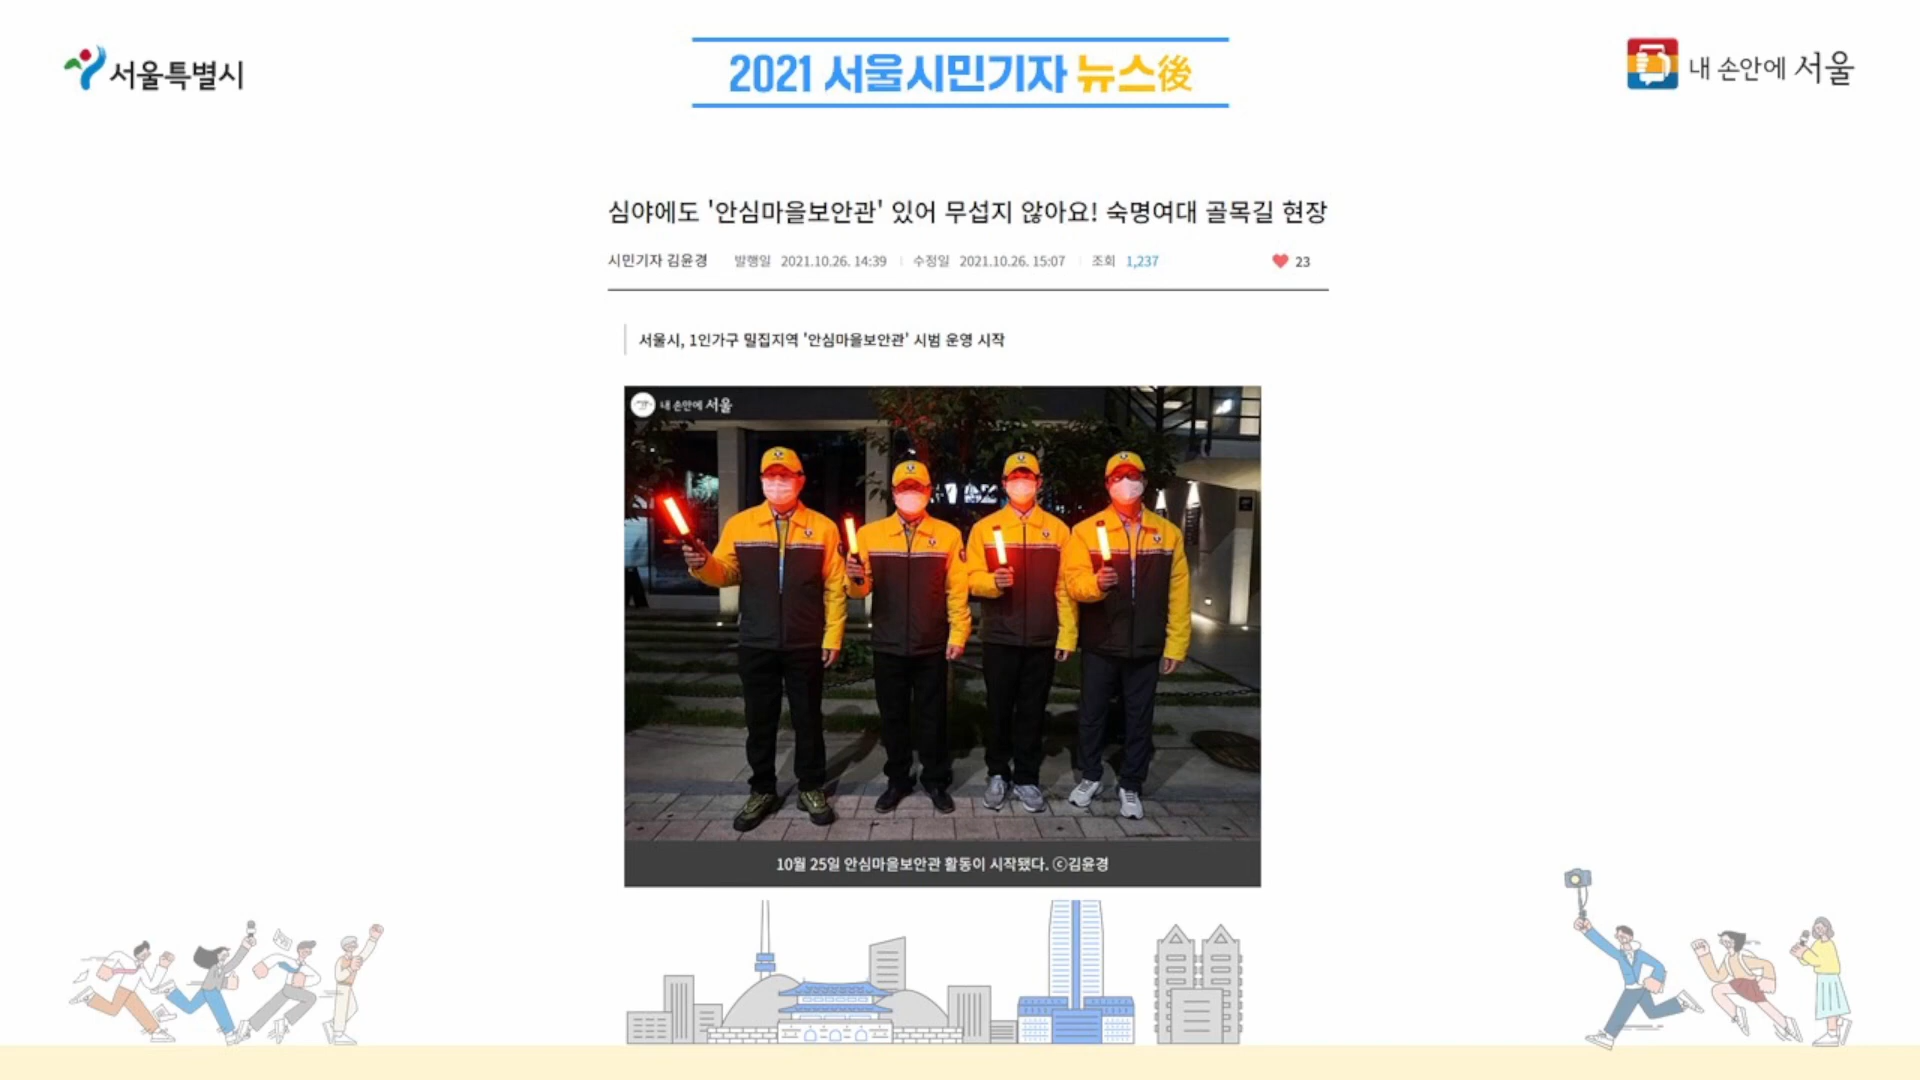 서울특별시
2021 서울시민기자 뉴스後
내 손안에 서울
심야에도 '안심마을보안관' 있어 무섭지 않아요! 숙명여대 골목길 현장
시민기자 김윤경 발행일 2021.10.26. 14:39 수정일 2021.10.26. 15:07 조회 1,237 23
서울시, 1인가구 밀집지역 '안심마을보안관' 시범 운영 시작
내 손안에 서울
10월 25일 안심마을보안관 활동이 시작됐다. ⓒ김윤경